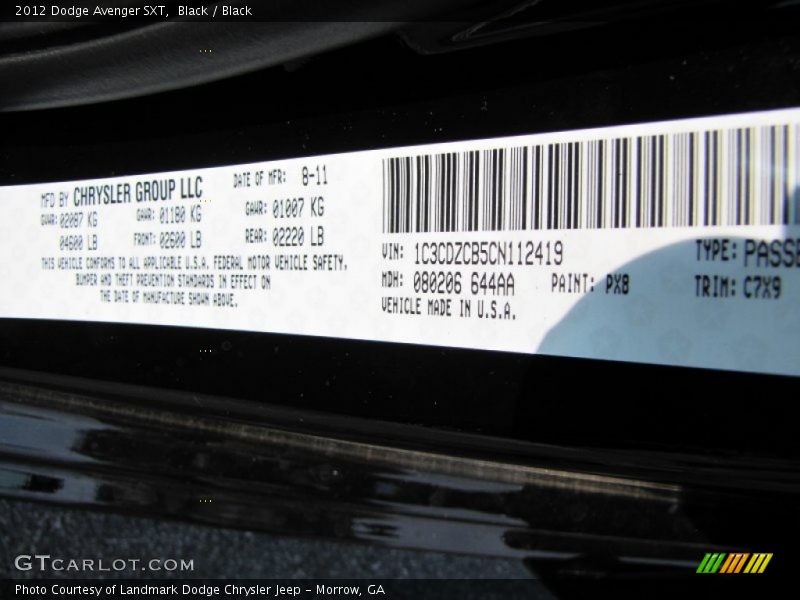 2012 Dodge Avenger SXT, Black / Black
MFD BY CHRYSLER GROUP LLC DATE OF MFR: 8-11
GVWR: 02087 KG GAWR: 01180 KG GAWR: 01007 KG
04600 LB FRONT: 02600 LB REAR: 02220 LB
THIS VEHICLE CONFORMS TO ALL APPLICABLE U.S.A. FEDERAL MOTOR VEHICLE SAFETY,
BUMPER AND THEFT PREVENTION STANDARDS IN EFFECT ON
THE DATE OF MANUFACTURE SHOWN ABOVE.
VIN: 1C3CDZCB5CN112419 TYPE: PASSE
MDH: 080206 644AA PAINT: PX8 TRIM: C7X9
VEHICLE MADE IN U.S.A.
GTCARLOT.COM
Photo Courtesy of Landmark Dodge Chrysler Jeep - Morrow, GA